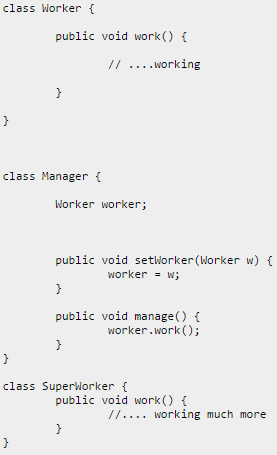 class Worker {
public void work() {
// ....working
}
}
class Manager {
Worker worker;
public void setWorker(Worker w) {
worker = w;
}
public void manage() {
worker.work();
}
}
class SuperWorker {
public void work() {
//.... working much more
}
}